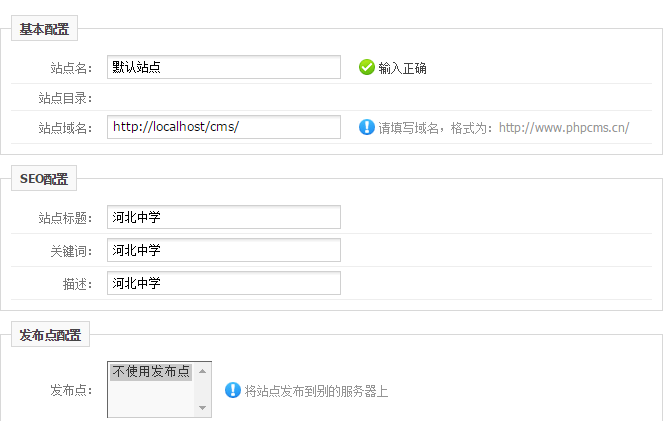 基本配置
站点名： 默认站点 输入正确
站点目录：
站点域名： http://localhost/cms/ 请填写域名，格式为：http://www.phpcms.cn/
SEO配置
站点标题： 河北中学
关键词： 河北中学
描述： 河北中学
发布点配置
发布点： 不使用发布点 将站点发布到别的服务器上